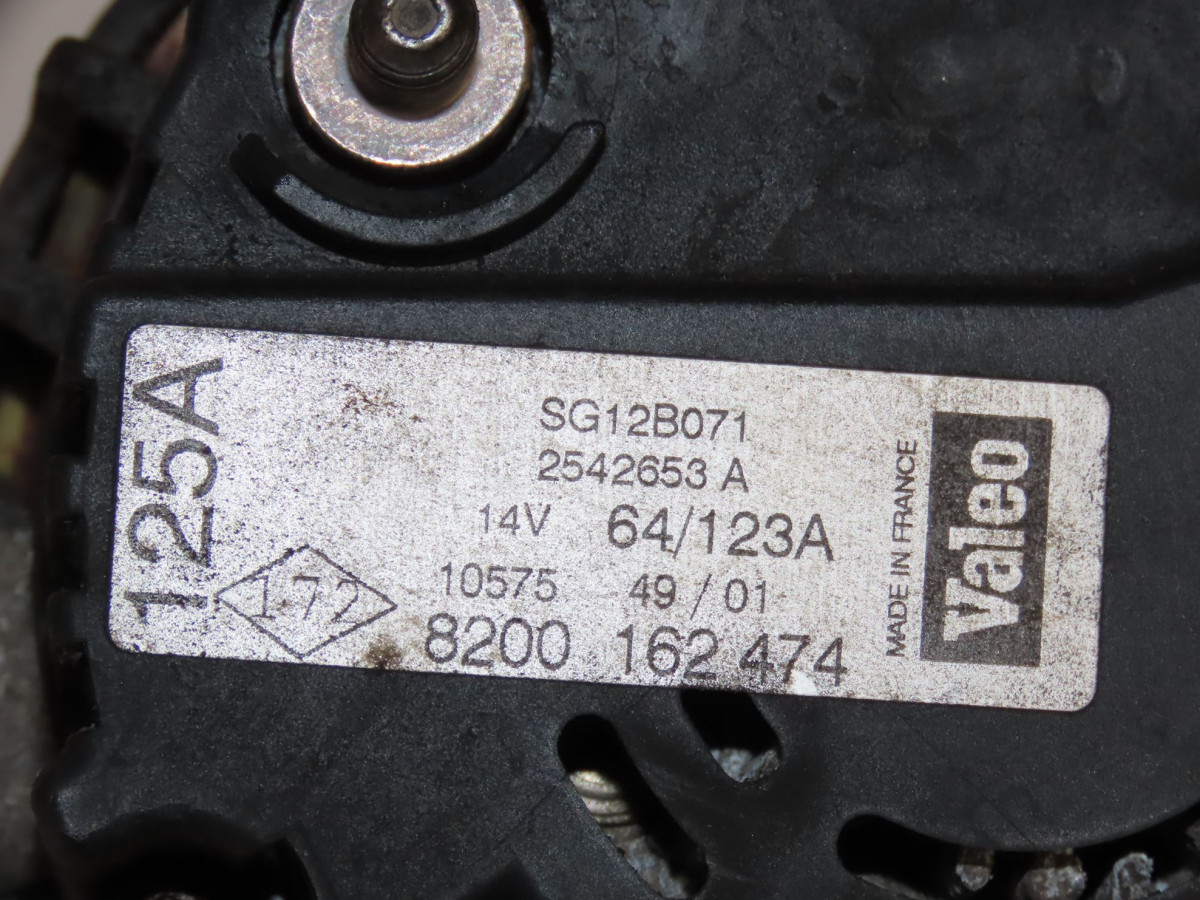 125A
SG12B071
2542653 A
14V 64/123A
172
10575 49/01
8200 162 474
MADE IN FRANCE
Valeo